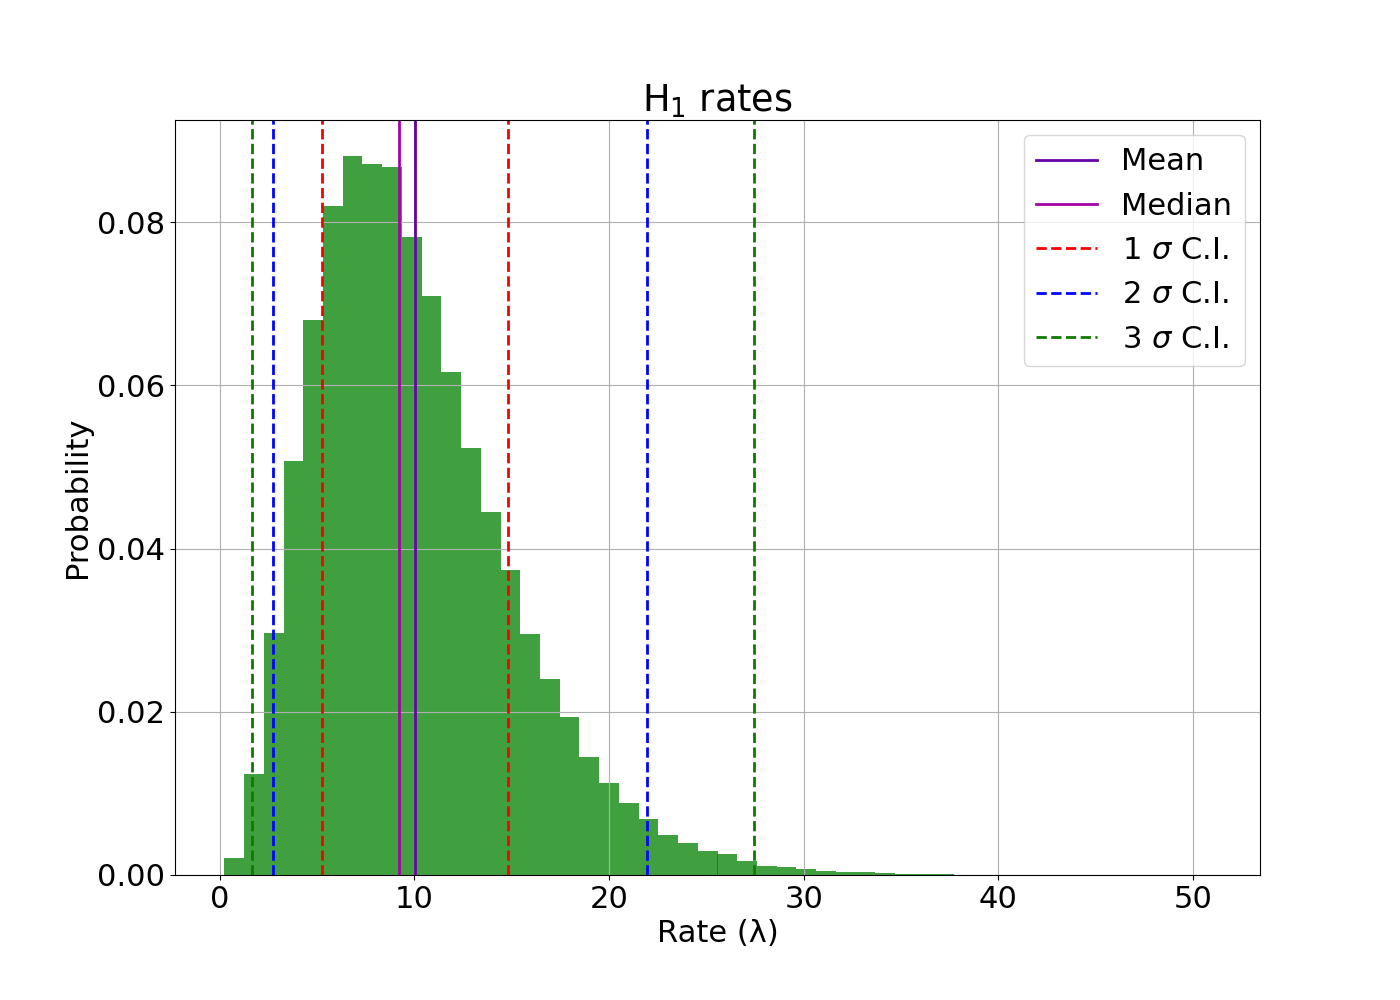 H₁ rates
Mean
Median
1 σ C.I.
2 σ C.I.
3 σ C.I.
Probability
0.08
0.06
0.04
0.02
0.00
0 10 20 30 40 50
Rate (λ)